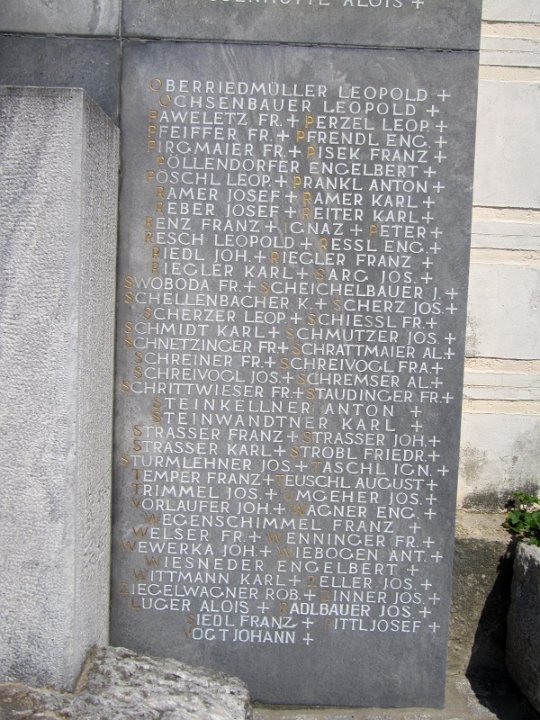 ALOIS +
OBERRIEDMÜLLER LEOPOLD +
OCHSENBAUER LEOPOLD +
PAWELETZ FR. + PERZEL LEOP. +
PFEIFFER FR. + PFRENDL ENG. +
PIRGMAIER FR. + PISEK FRANZ +
PÖLLENDORFER ENGELBERT +
PÖSCHL LEOP. + PRANKL ANTON +
RAMER JOSEF + RAMER KARL +
REBER JOSEF + REITER KARL +
RENZ FRANZ + IGNAZ + PETER +
RESCH LEOPOLD + RESSL ENG. +
RIEDL JOH. + RIEGLER FRANZ +
RIEGLER KARL + SARG JOS. +
SWOBODA FR. + SCHEICHELBAUER J. +
SCHELLENBACHER K. + SCHERZ JOS. +
SCHERZER LEOP. + SCHIESSL FR. +
SCHMIDT KARL + SCHMUTZER JOS. +
SCHNETZINGER FR. + SCHRATTMAIER AL. +
SCHREINER FR. + SCHREIVOGL FRA. +
SCHREIVOGL JOS. + SCHREMSER AL. +
SCHRITTWIESER FR. + STAUDINGER FR. +
STEINKELLNER ANTON +
STEINWANDTNER KARL +
STRASSER FRANZ + STRASSER JOH. +
STRASSER KARL + STROBL FRIEDR. +
STURMLEHNER JOS. + TASCHL IGN. +
TEMPER FRANZ + TEUSCHL AUGUST +
TRIMMEL JOS. + UMGEHER JOS. +
VORLAUFER JOH. + WAGNER ENG. +
WEGENSCHIMMEL FRANZ +
WELSER FR. + WENNINGER FR. +
WEWERKA JOH. + WIEBOGEN ANT. +
WIESNEDER ENGELBERT +
WITTMANN KARL + ZELLER JOS. +
ZIEGELWAGNER ROB. + ZINNER JOS. +
LUGER ALOIS + RADLBAUER JOS. +
SIEDL FRANZ + PITTL JOSEF +
VOGT JOHANN +